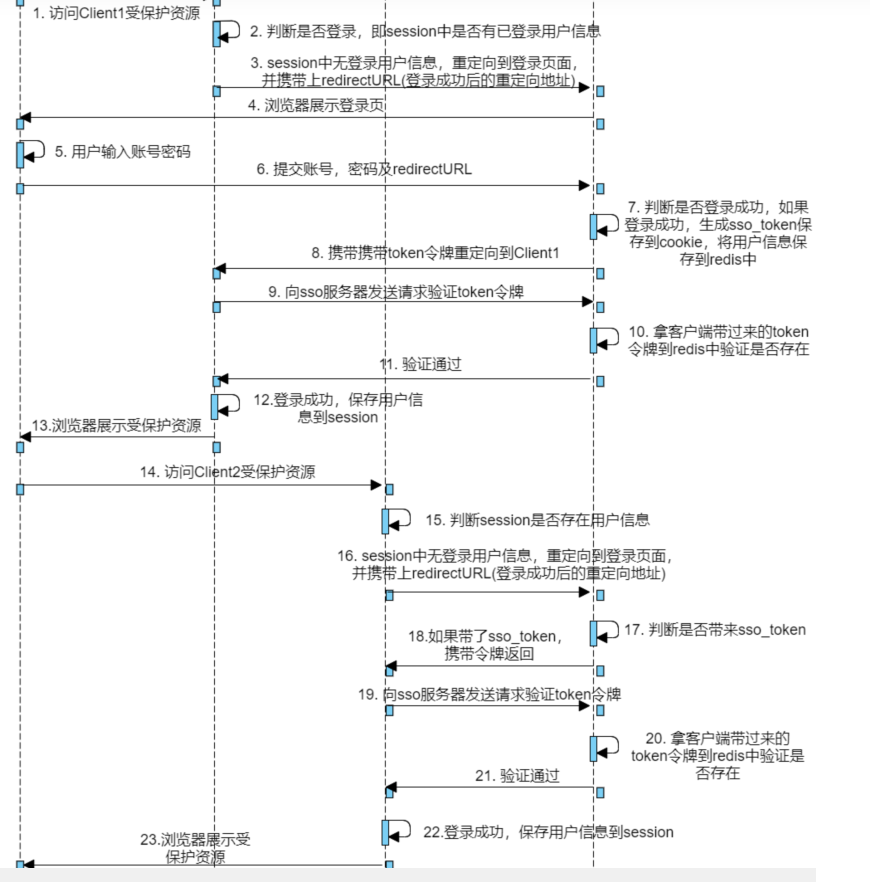 1. 访问Client1受保护资源
2. 判断是否登录，即session中是否有已登录用户信息
3. session中无登录用户信息，重定向到登录页面，
并携带上redirectURL(登录成功后的重定向地址)
4. 浏览器展示登录页
5. 用户输入账号密码
6. 提交账号，密码及redirectURL
7. 判断是否登录成功，如果
登录成功，生成sso_token保
存到cookie，将用户信息保
存到redis中
8. 携带携带token令牌重定向到Client1
9. 向sso服务器发送请求验证token令牌
10. 拿客户端带过来的token
令牌到redis中验证是否存在
11. 验证通过
12.登录成功，保存用户信
息到session
13.浏览器展示受保护资源
14. 访问Client2受保护资源
15. 判断session是否存在用户信息
16. session中无登录用户信息，重定向到登录页面，
并携带上redirectURL(登录成功后的重定向地址)
17. 判断是否带来sso_token
18.如果带了sso_token，
携带令牌返回
19. 向sso服务器发送请求验证token令牌
20. 拿客户端带过来的
token令牌到redis中验证是
否存在
21. 验证通过
22.登录成功，保存用户信息到session
23.浏览器展示受
保护资源